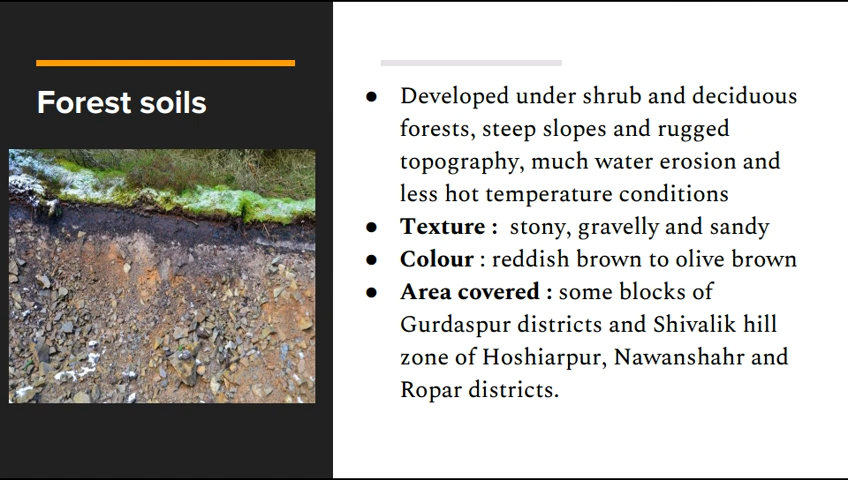 Forest soils
● Developed under shrub and deciduous
forests, steep slopes and rugged
topography, much water erosion and
less hot temperature conditions
● Texture : stony, gravelly and sandy
● Colour : reddish brown to olive brown
● Area covered : some blocks of
Gurdaspur districts and Shivalik hill
zone of Hoshiarpur, Nawanshahr and
Ropar districts.